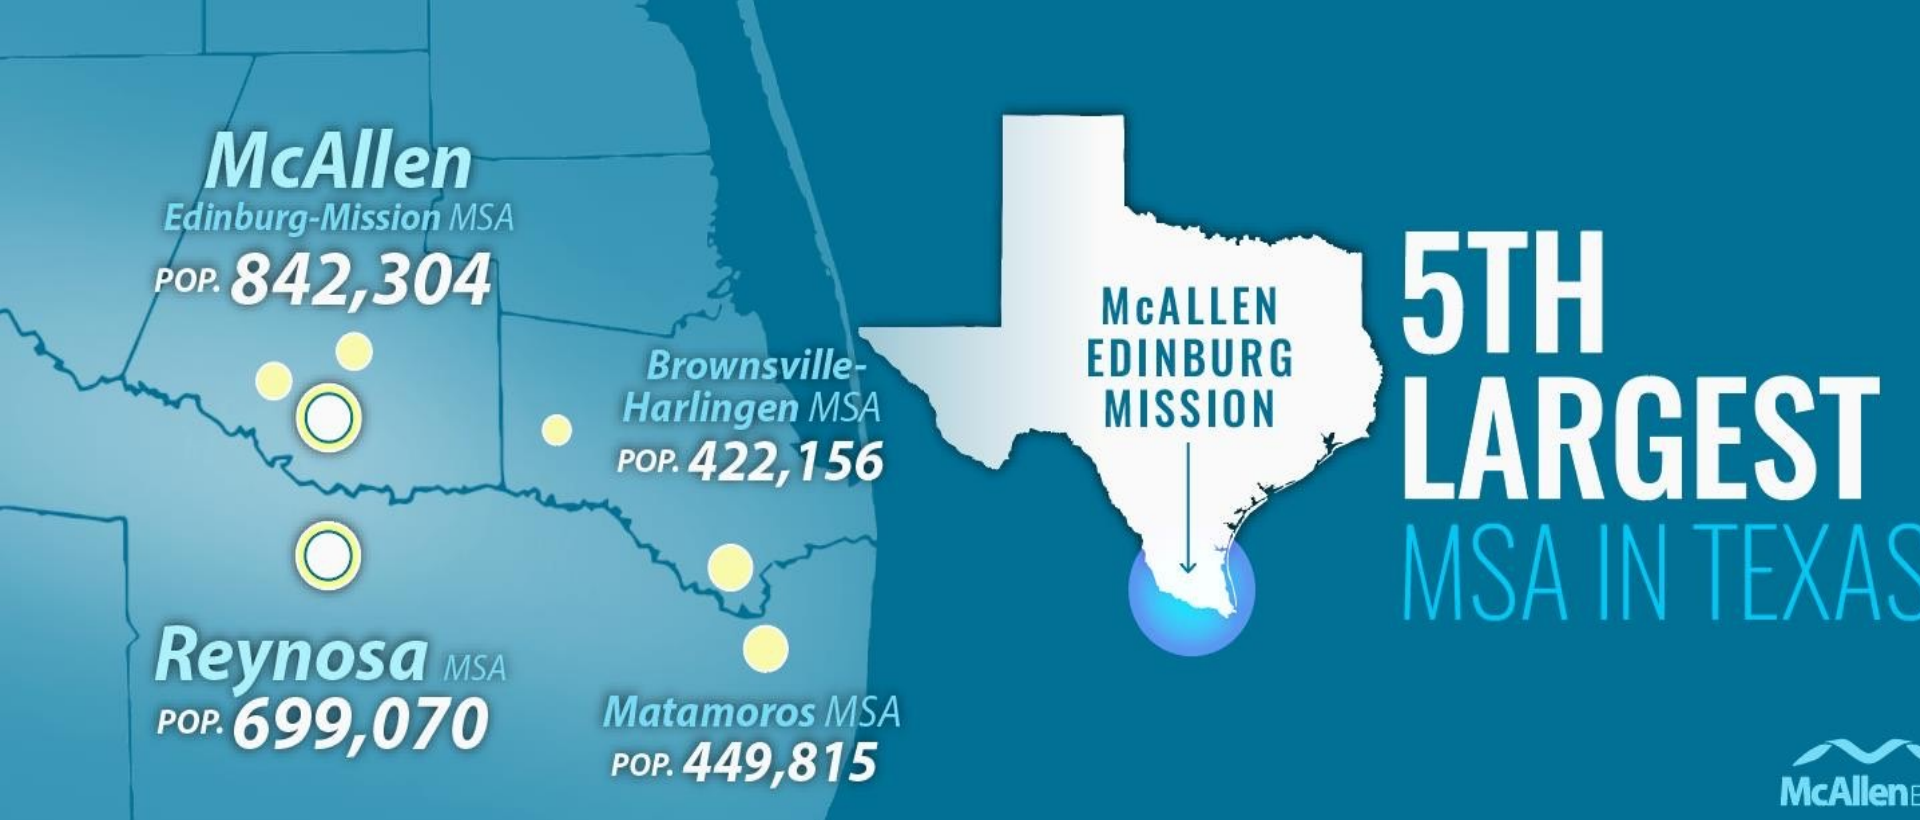 McAllen
Edinburg-Mission MSA
POP. 842,304
Brownsville-
Harlingen MSA
POP. 422,156
Reynosa MSA
POP. 699,070
Matamoros MSA
POP. 449,815
McALLEN
EDINBURG
MISSION
5TH
LARGEST
MSA IN TEXAS
McAllenE